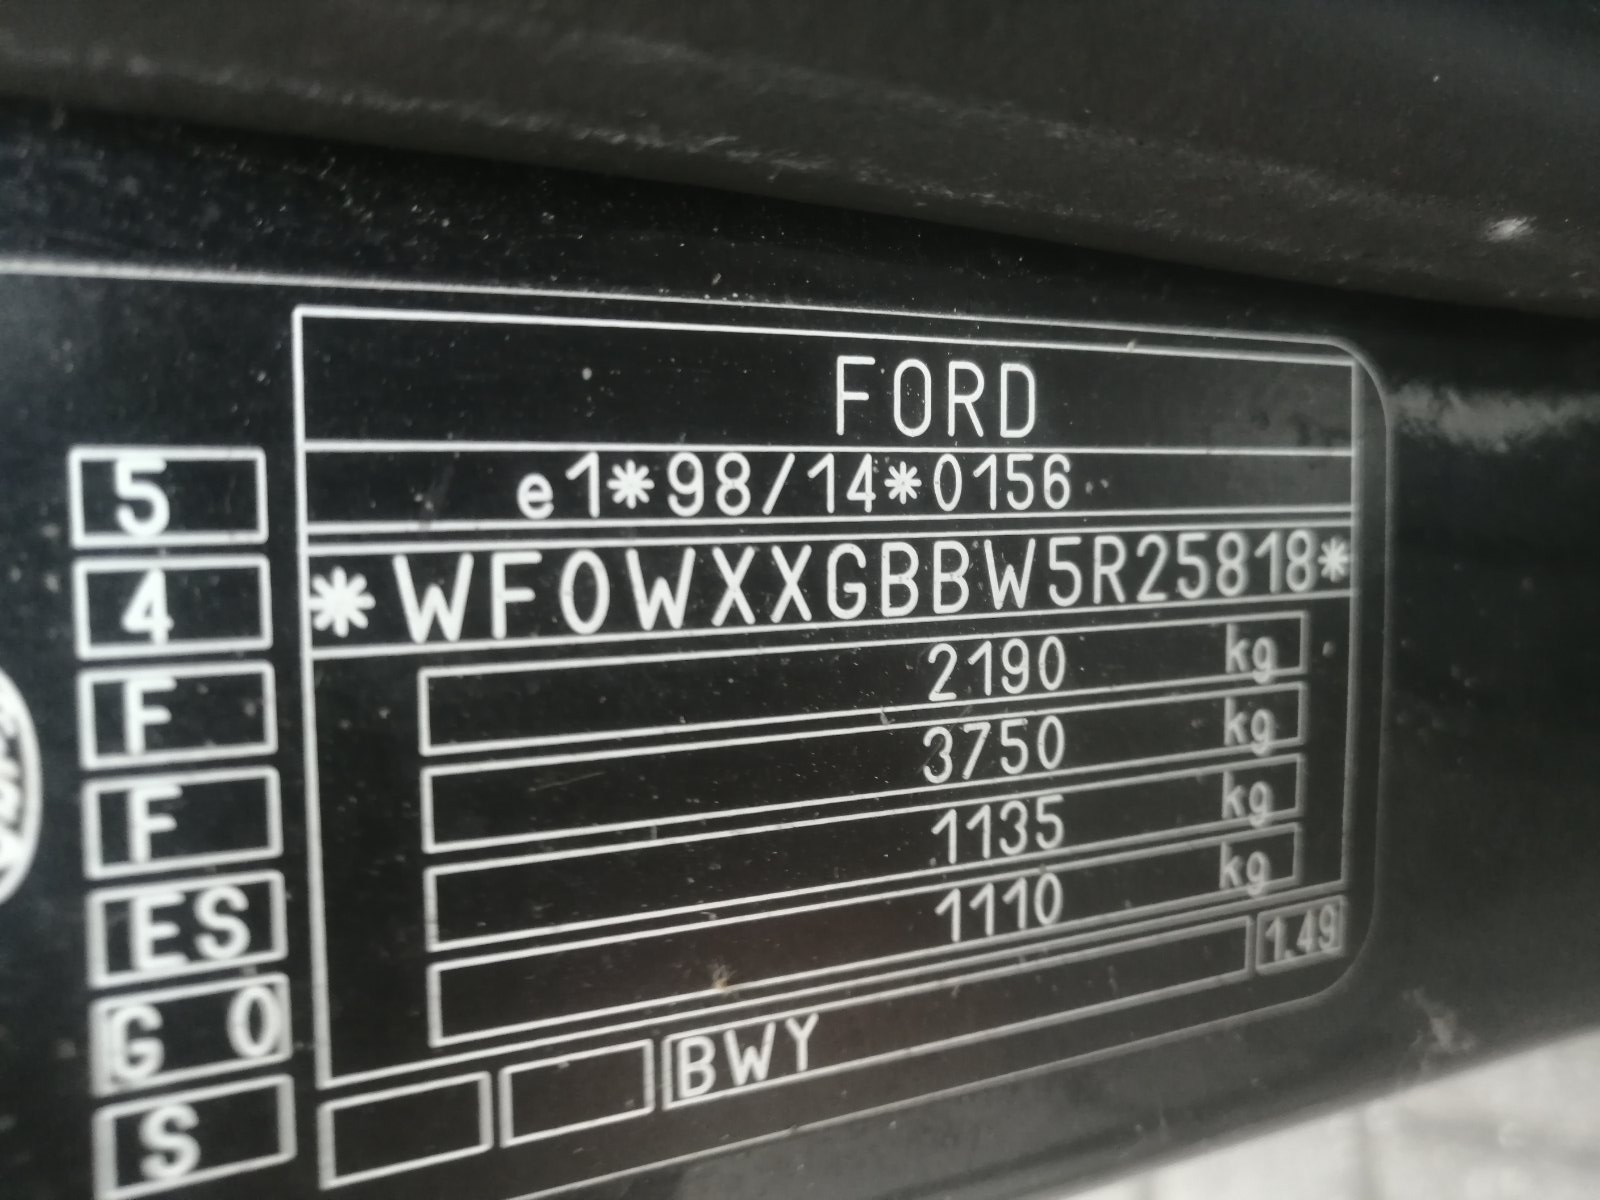 FORD
e1*98/14*0156
*WF0WXXGBBW5R25818*
2190 kg
3750 kg
1135 kg
1110 kg
1.49
BWY
5
4
F
F
ES
G 0
S